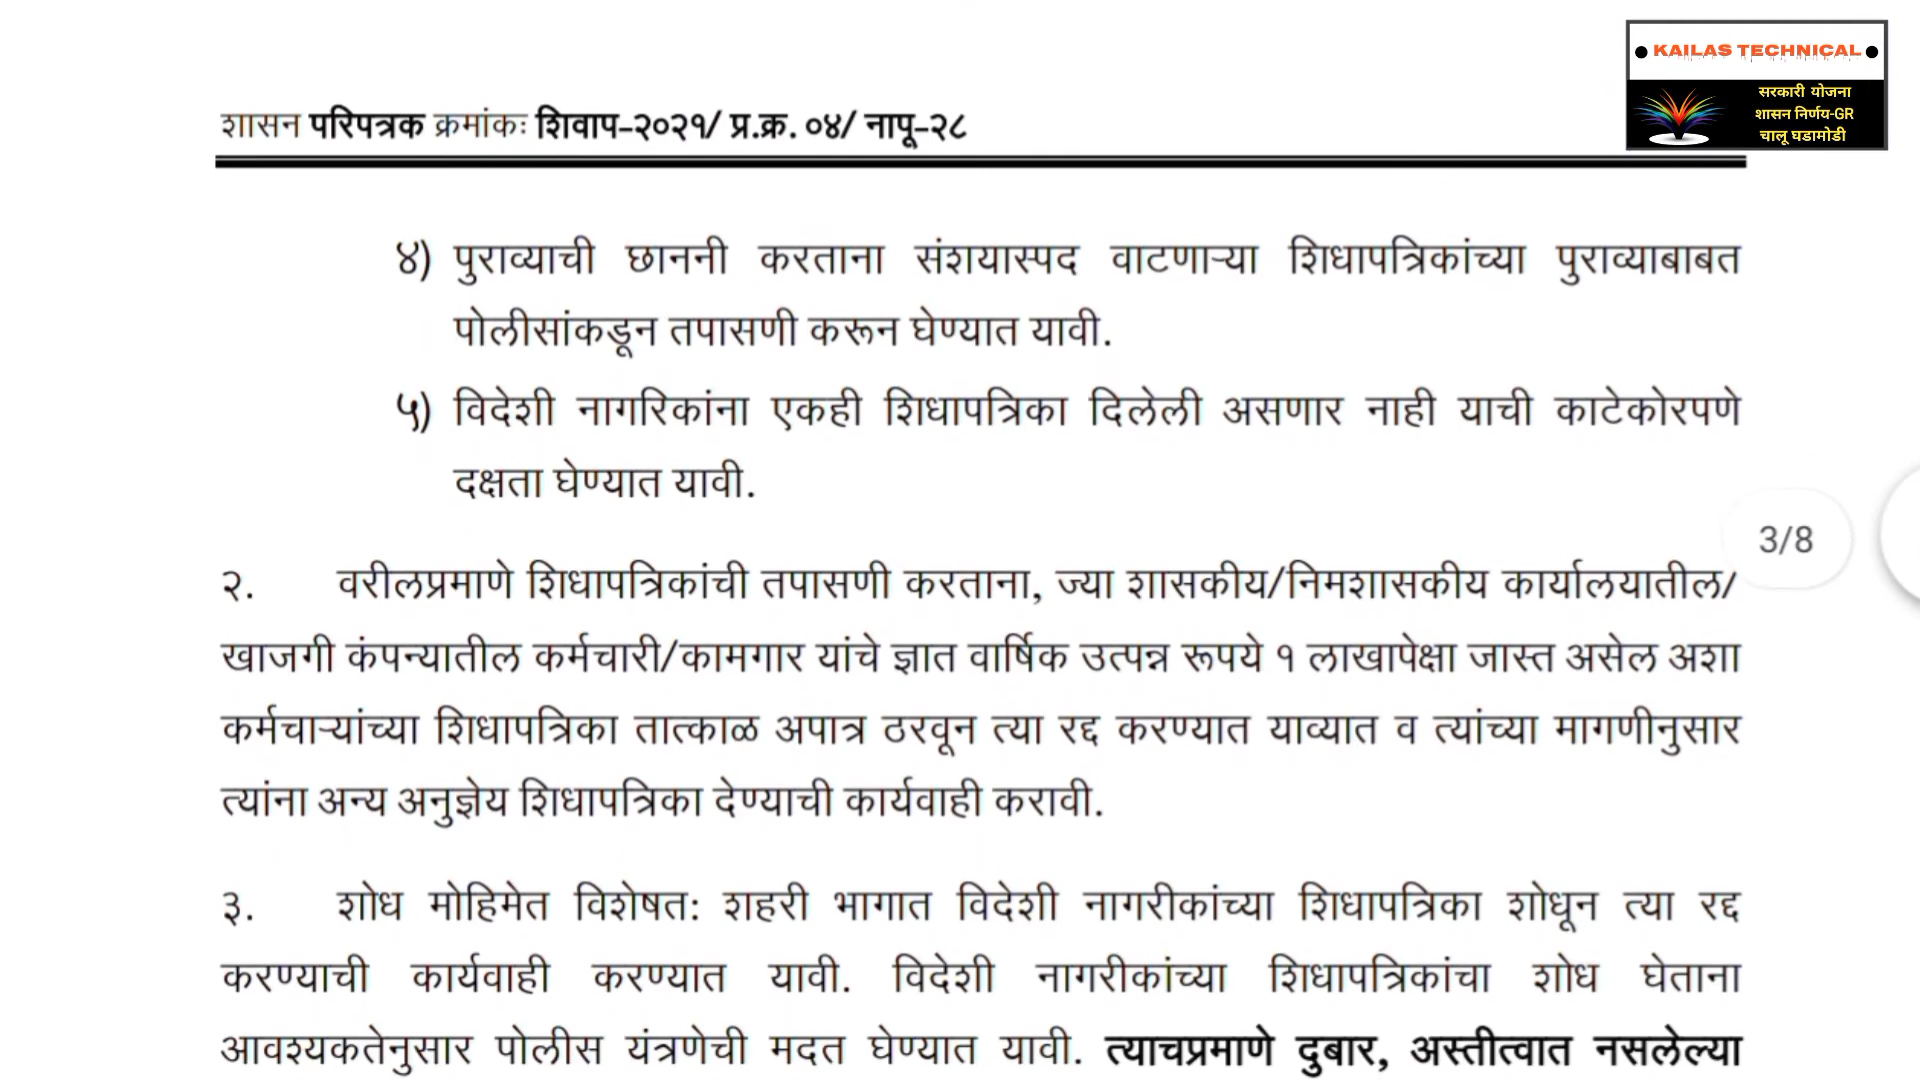 • KAILAS TECHNICAL •
सरकारी योजना
शासन निर्णय-GR
चालू घडामोडी
शासन परिपत्रक क्रमांकः शिवाप-२०२१/ प्र.क्र. ०४/ नापू-२८
४) पुराव्याची छाननी करताना संशयास्पद वाटणाऱ्या शिधापत्रिकांच्या पुराव्याबाबत
पोलीसांकडून तपासणी करून घेण्यात यावी.
५) विदेशी नागरिकांना एकही शिधापत्रिका दिलेली असणार नाही याची काटेकोरपणे
दक्षता घेण्यात यावी.
3/8
२. वरीलप्रमाणे शिधापत्रिकांची तपासणी करताना, ज्या शासकीय/निमशासकीय कार्यालयातील/
खाजगी कंपन्यातील कर्मचारी/कामगार यांचे ज्ञात वार्षिक उत्पन्न रूपये १ लाखापेक्षा जास्त असेल अशा
कर्मचाऱ्यांच्या शिधापत्रिका तात्काळ अपात्र ठरवून त्या रद्द करण्यात याव्यात व त्यांच्या मागणीनुसार
त्यांना अन्य अनुज्ञेय शिधापत्रिका देण्याची कार्यवाही करावी.
३. शोध मोहिमेत विशेषत: शहरी भागात विदेशी नागरीकांच्या शिधापत्रिका शोधून त्या रद्द
करण्याची कार्यवाही करण्यात यावी. विदेशी नागरीकांच्या शिधापत्रिकांचा शोध घेताना
आवश्यकतेनुसार पोलीस यंत्रणेची मदत घेण्यात यावी. त्याचप्रमाणे दुबार, अस्तीत्वात नसलेल्या